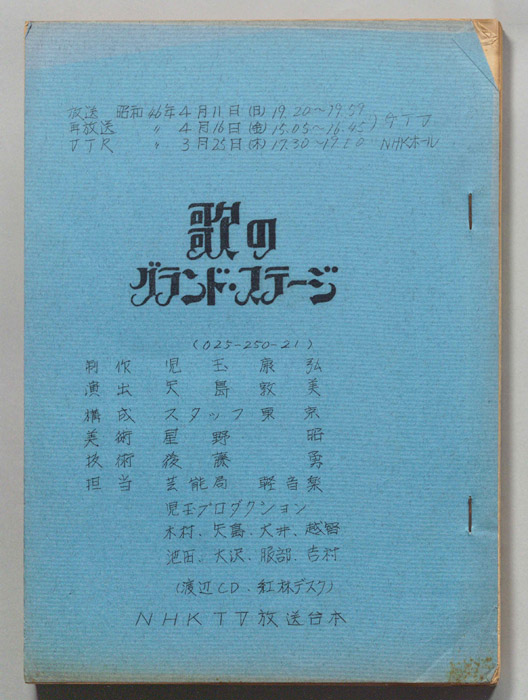 放送 昭和46年4月11日(日)19.20~19.59
再放送 〃 4月16日(金)15.05~16.45)今TV
VTR 〃 3月25日(木)17.30~ NHKホール
歌の
グランド・ステージ
(025-250-21)
制作 児玉康弘
演出 矢島敦美
構成 スタッフ東京
美術 星野昭
技術 後藤勇
担当 芸能局 軽音楽
児玉プロダクション
木村、矢島、大井、越智
池田、大沢、服部、吉村
(渡辺CD・紅林デスク)
NHKTV放送台本